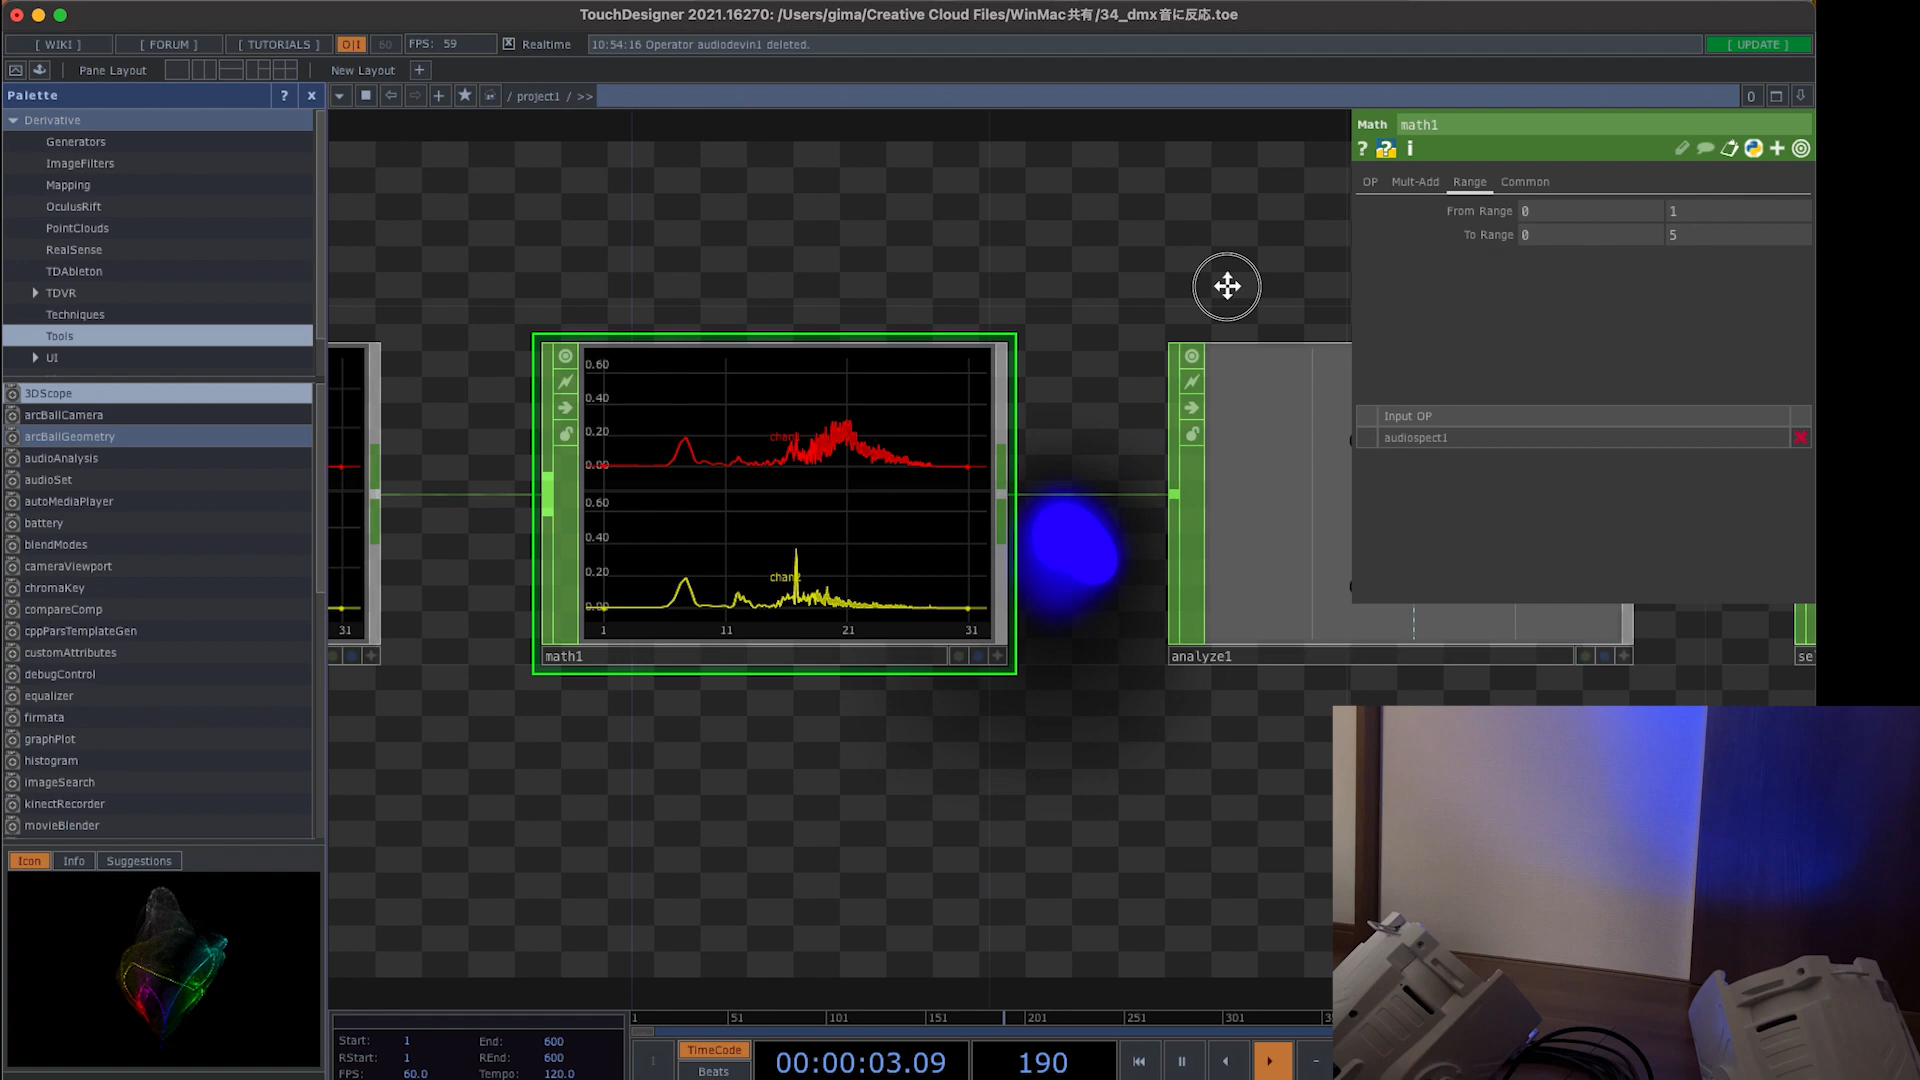 TouchDesigner 2021.16270: /Users/gima/Creative Cloud Files/WinMac共有/34_dmx音に反応.toe
[ WIKI ]
[ FORUM ]
[ TUTORIALS ]
O|I
60
FPS: 59
Realtime
10:54:16 Operator audiodevin1 deleted.
[ UPDATE ]
Pane Layout
New Layout
+
Palette
?
x
/ project1 / >>
0
Derivative
Generators
ImageFilters
Mapping
OculusRift
PointClouds
RealSense
TDAbleton
TDVR
Techniques
Tools
UI
3DScope
arcBallCamera
arcBallGeometry
audioAnalysis
audioSet
autoMediaPlayer
battery
blendModes
cameraViewport
chromaKey
compareComp
cppParsTemplateGen
customAttributes
debugControl
equalizer
firmata
graphPlot
histogram
imageSearch
kinectRecorder
movieBlender
Icon
Info
Suggestions
31
0.60
0.40
0.20
0.00
chan1
0.60
0.40
0.20
0.00
chan2
1
11
21
31
math1
analyze1
se
Math
math1
? ? i
OP
Mult-Add
Range
Common
From Range
0
1
To Range
0
5
Input OP
audiospect1
Start: 1
End: 600
RStart: 1
REnd: 600
FPS: 60.0
Tempo: 120.0
1
51
101
151
201
251
301
1
TimeCode
Beats
00:00:03.09
190